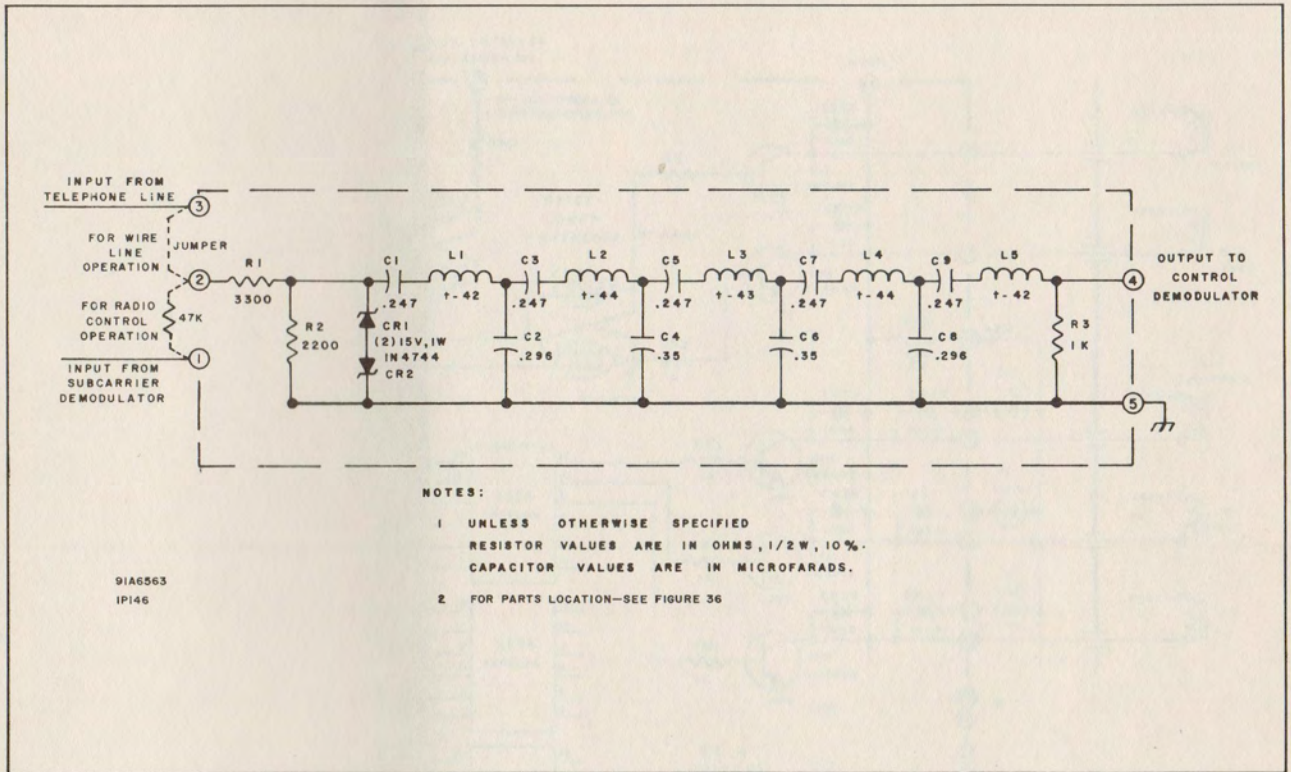 INPUT FROM
TELEPHONE LINE
3
FOR WIRE
LINE
OPERATION
JUMPER
2
R1
3300
FOR RADIO
CONTROL
OPERATION
47K
1
INPUT FROM
SUBCARRIER
DEMODULATOR
R2
2200
CR1
(2) 15V, 1W
IN4744
CR2
C1
.247
L1
t-42
C2
.296
C3
.247
L2
t-44
C4
.35
C5
.247
L3
t-43
C6
.35
C7
.247
L4
t-44
C8
.296
C9
.247
L5
t-42
R3
1K
4
OUTPUT TO
CONTROL
DEMODULATOR
5
NOTES:
1 UNLESS OTHERWISE SPECIFIED
RESISTOR VALUES ARE IN OHMS, 1/2 W, 10%.
CAPACITOR VALUES ARE IN MICROFARADS.
2 FOR PARTS LOCATION—SEE FIGURE 36
91A6563
1P146